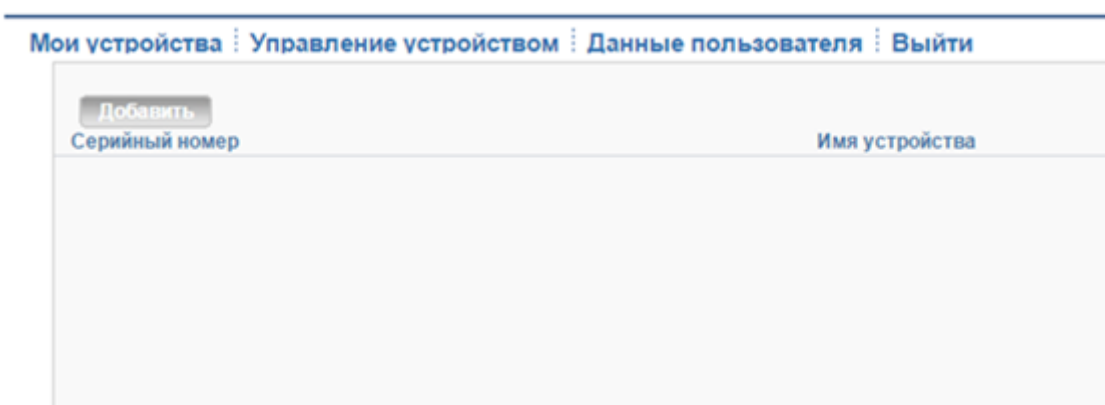 Мои устройства Управление устройством Данные пользователя Выйти
Добавить
Серийный номер Имя устройства